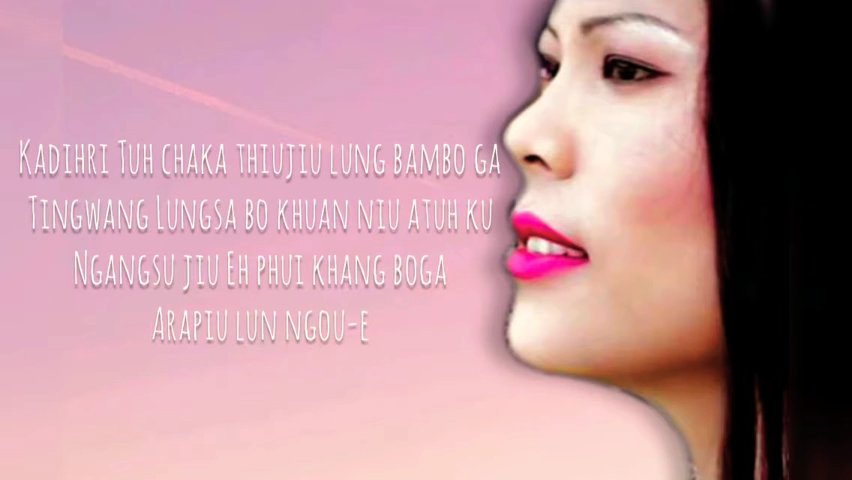 Kadihri Tuh chaka thiujiu lung bambo ga
Tingwang Lungsa bo khuan niu atuh ku
Ngangsu jiu Eh phui khang boga
Arapiu lun ngou-e